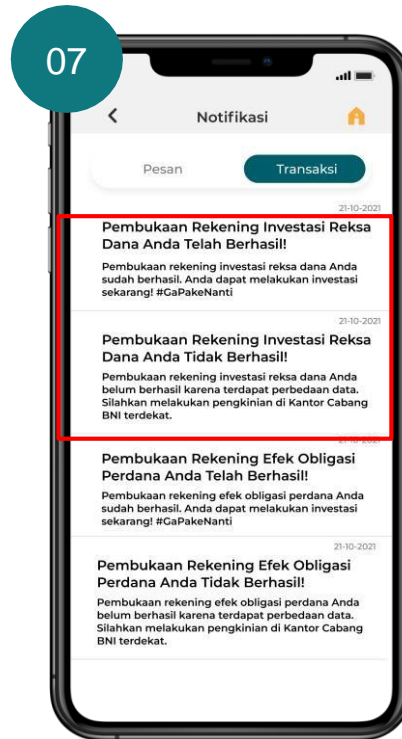 07
Notifikasi
Pesan
Transaksi
21-10-2021
Pembukaan Rekening Investasi Reksa
Dana Anda Telah Berhasil!
Pembukaan rekening investasi reksa dana Anda
sudah berhasil. Anda dapat melakukan investasi
sekarang! #GaPakeNanti
21-10-2021
Pembukaan Rekening Investasi Reksa
Dana Anda Tidak Berhasil!
Pembukaan rekening investasi reksa dana Anda
belum berhasil karena terdapat perbedaan data.
Silahkan melakukan pengkinian di Kantor Cabang
BNI terdekat.
21-10-2021
Pembukaan Rekening Efek Obligasi
Perdana Anda Telah Berhasil!
Pembukaan rekening efek obligasi perdana Anda
sudah berhasil. Anda dapat melakukan investasi
sekarang! #GaPakeNanti
21-10-2021
Pembukaan Rekening Efek Obligasi
Perdana Anda Tidak Berhasil!
Pembukaan rekening efek obligasi perdana Anda
belum berhasil karena terdapat perbedaan data.
Silahkan melakukan pengkinian di Kantor Cabang
BNI terdekat.